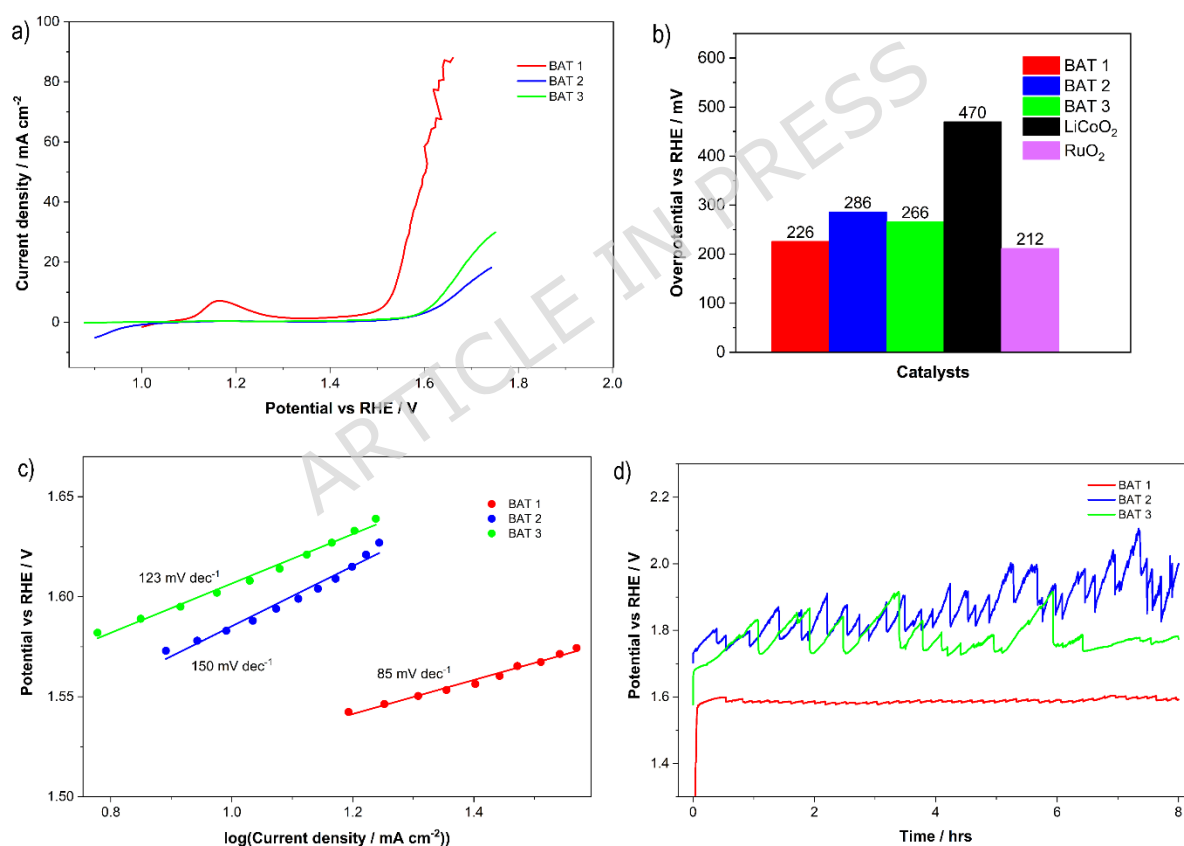 a)
Current density / mA cm⁻²
100
80
60
40
20
0
1.0
1.2
1.4
1.6
1.8
2.0
Potential vs RHE / V
BAT 1
BAT 2
BAT 3
b)
Overpotential vs RHE / mV
600
500
400
300
200
100
0
226
286
266
470
212
BAT 1
BAT 2
BAT 3
LiCoO₂
RuO₂
Catalysts
ARTICLE IN PRESS
c)
Potential vs RHE / V
1.65
1.60
1.55
1.50
BAT 1
BAT 2
BAT 3
123 mV dec⁻¹
150 mV dec⁻¹
85 mV dec⁻¹
0.8
1.0
1.2
1.4
log(Current density / mA cm⁻²))
d)
Potential vs RHE / V
2.2
2.0
1.8
1.6
1.4
BAT 1
BAT 2
BAT 3
0
2
4
6
8
Time / hrs